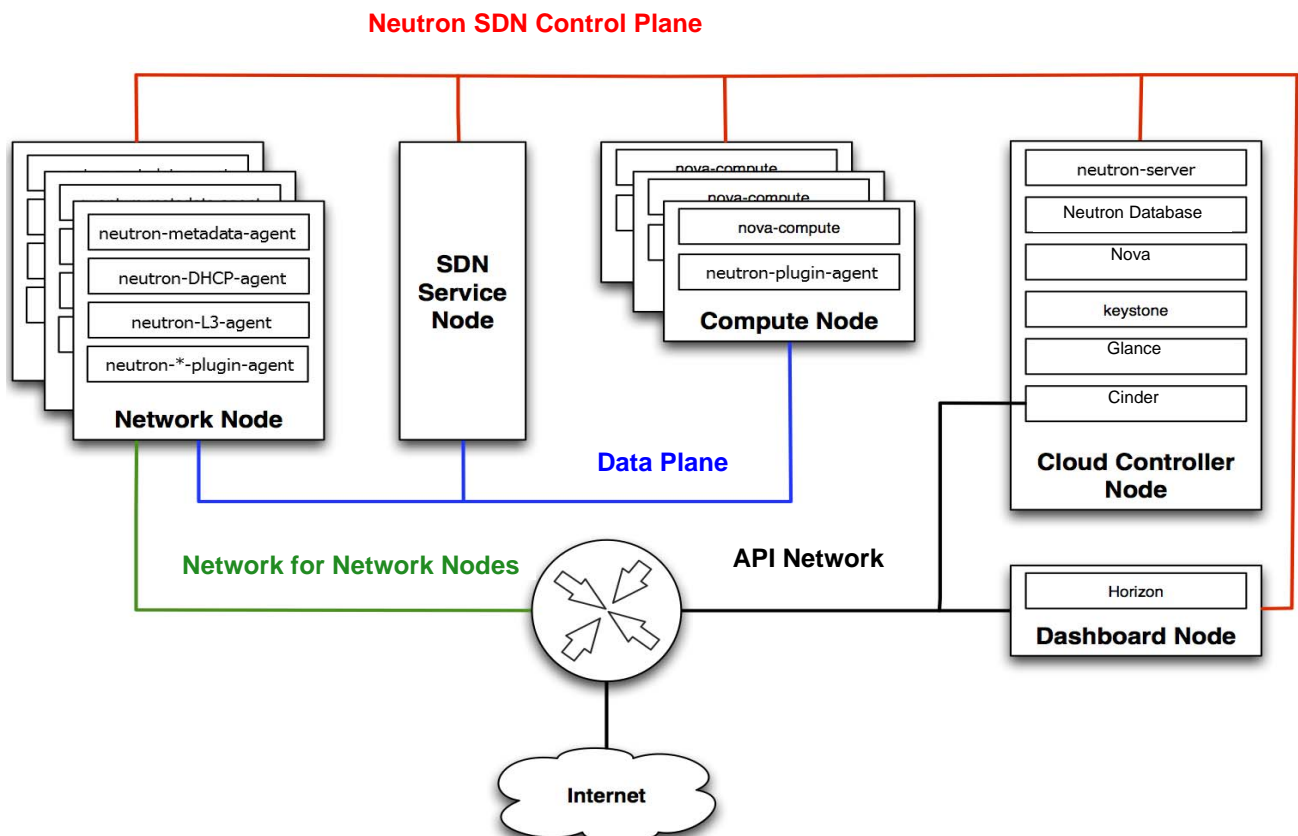 Neutron SDN Control Plane
neutron-metadata-agent
neutron-DHCP-agent
neutron-L3-agent
neutron-*-plugin-agent
Network Node
SDN
Service
Node
nova-compute
nova-compute
nova-compute
neutron-plugin-agent
Compute Node
neutron-server
Neutron Database
Nova
keystone
Glance
Cinder
Cloud Controller
Node
Data Plane
Network for Network Nodes
API Network
Horizon
Dashboard Node
Internet